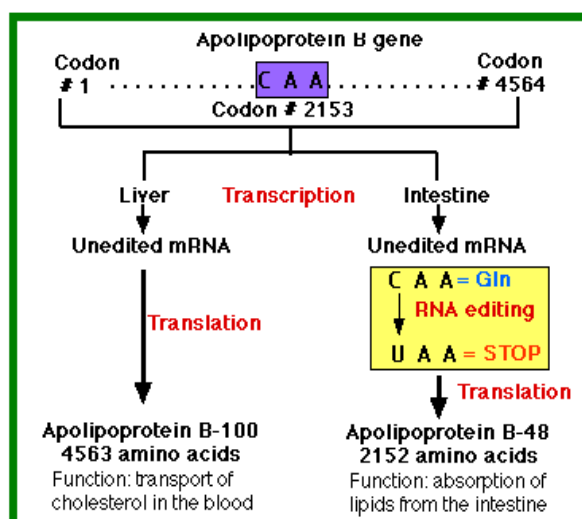 Apolipoprotein B gene
Codon # 1 . . . . . . . . . . . . . C A A . . . . . . . . . . . . . Codon # 4564
Codon # 2153
Liver Transcription Intestine
Unedited mRNA Unedited mRNA
C A A = Gln
RNA editing
Translation
U A A = STOP
Translation
Apolipoprotein B-100
4563 amino acids
Function: transport of
cholesterol in the blood
Apolipoprotein B-48
2152 amino acids
Function: absorption of
lipids from the intestine